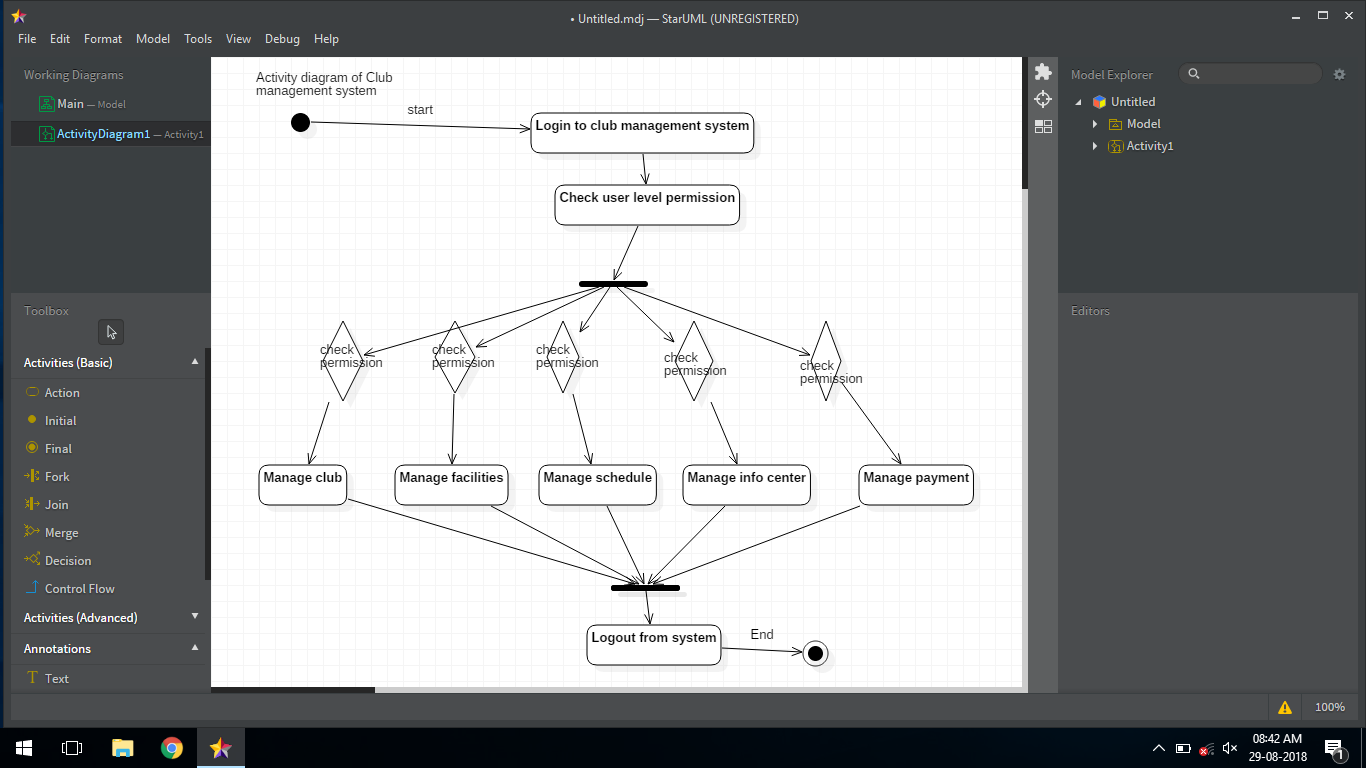 • Untitled.mdj — StarUML (UNREGISTERED)
File Edit Format Model Tools View Debug Help
Working Diagrams
Main — Model
ActivityDiagram1 — Activity1
Toolbox
Activities (Basic)
Action
Initial
Final
Fork
Join
Merge
Decision
Control Flow
Activities (Advanced)
Annotations
Text
Activity diagram of Club
management system
start
Login to club management system
Check user level permission
check
permission
check
permission
check
permission
check
permission
check
permission
Manage club
Manage facilities
Manage schedule
Manage info center
Manage payment
Logout from system
End
Model Explorer
Untitled
Model
Activity1
Editors
100%
08:42 AM
29-08-2018
1